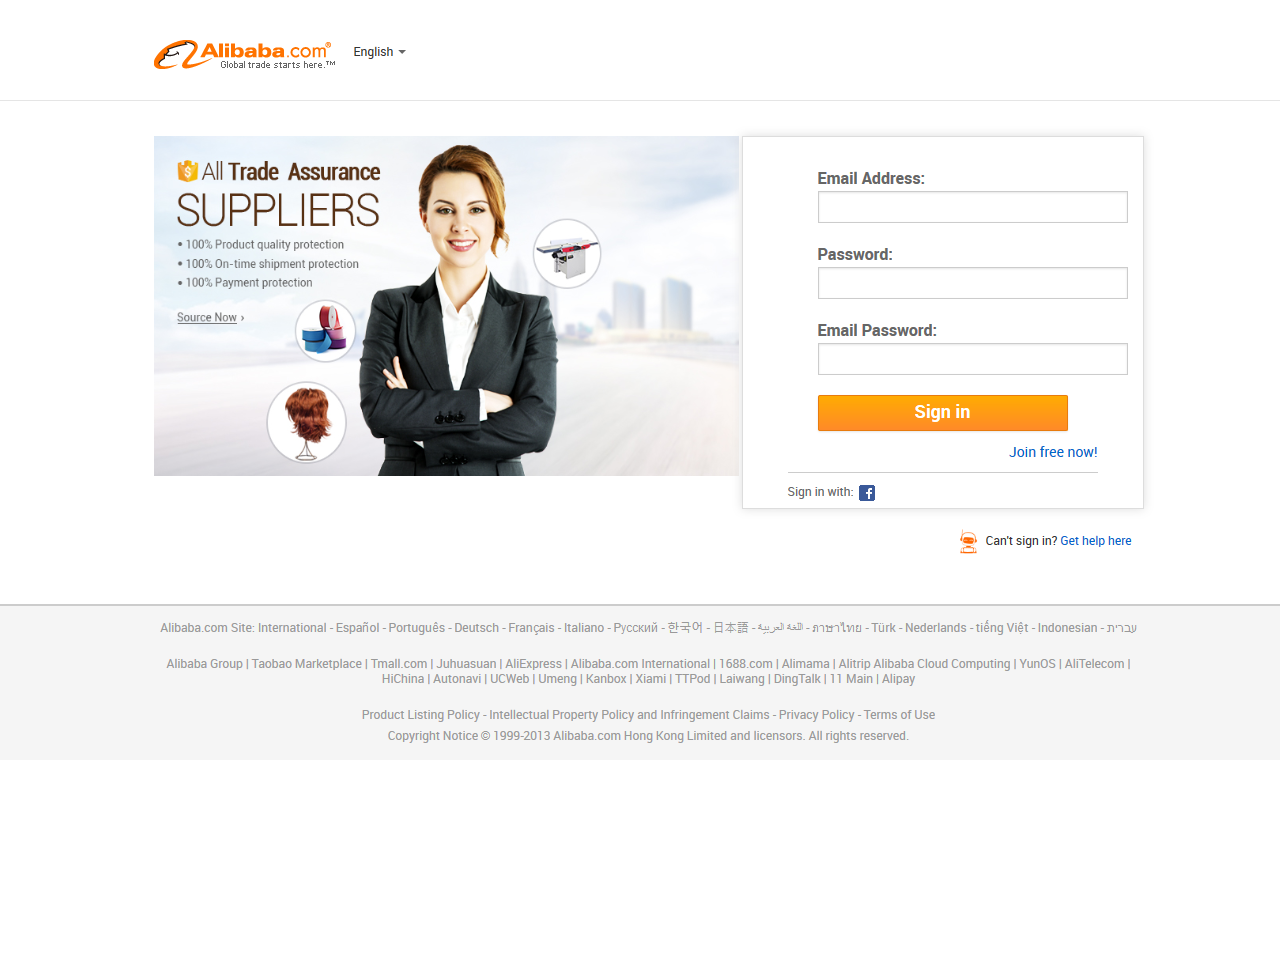 Alibaba.com®
Global trade starts here.™
English
All Trade Assurance
SUPPLIERS
• 100% Product quality protection
• 100% On-time shipment protection
• 100% Payment protection
Source Now ›
Email Address:
Password:
Email Password:
Sign in
Join free now!
Sign in with:
Can't sign in? Get help here
Alibaba.com Site: International - Español - Português - Deutsch - Français - Italiano - Pусский - 한국어 - 日本語 - اللغة العربية - ภาษาไทย - Türk - Nederlands - tiếng Việt - Indonesian - עברית
Alibaba Group | Taobao Marketplace | Tmall.com | Juhuasuan | AliExpress | Alibaba.com International | 1688.com | Alimama | Alitrip Alibaba Cloud Computing | YunOS | AliTelecom |
HiChina | Autonavi | UCWeb | Umeng | Kanbox | Xiami | TTPod | Laiwang | DingTalk | 11 Main | Alipay
Product Listing Policy - Intellectual Property Policy and Infringement Claims - Privacy Policy - Terms of Use
Copyright Notice © 1999-2013 Alibaba.com Hong Kong Limited and licensors. All rights reserved.